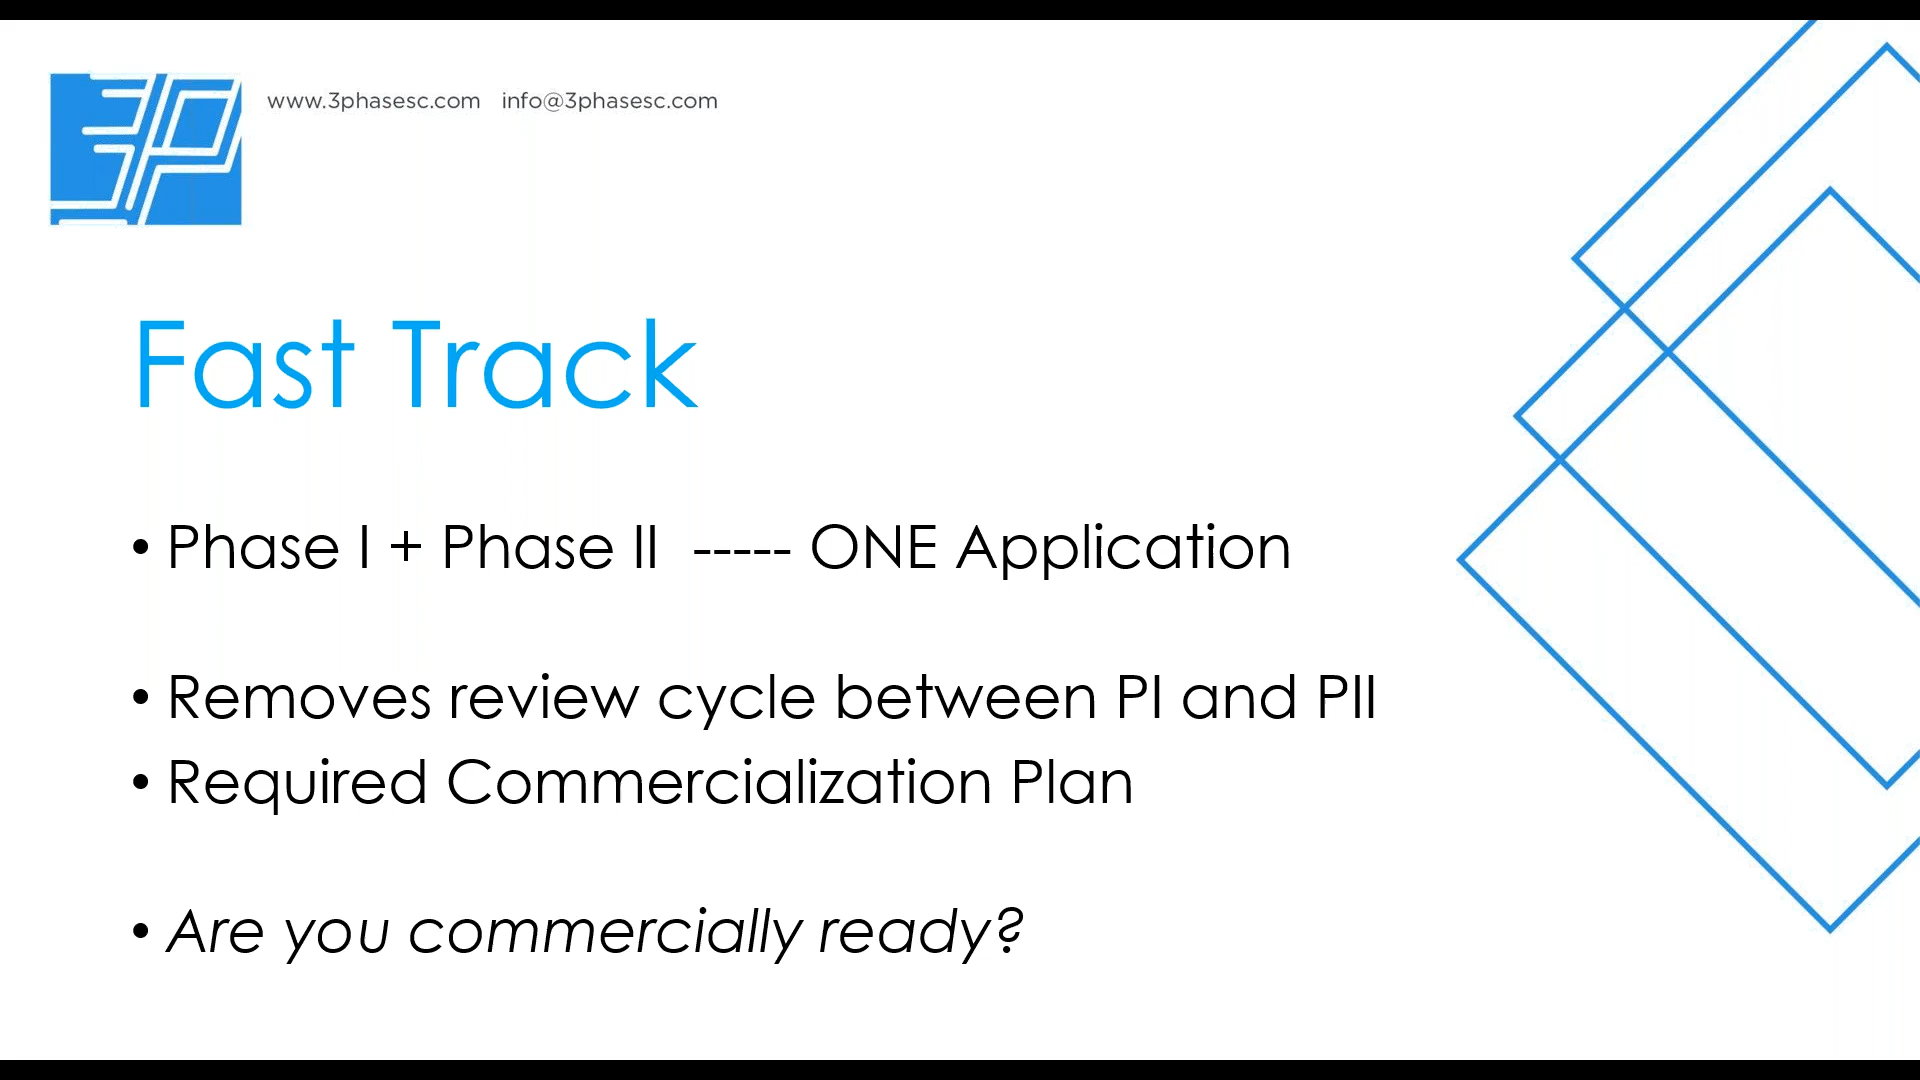 3P
www.3phasesc.com info@3phasesc.com
Fast Track
• Phase I + Phase II ----- ONE Application
• Removes review cycle between PI and PII
• Required Commercialization Plan
• Are you commercially ready?